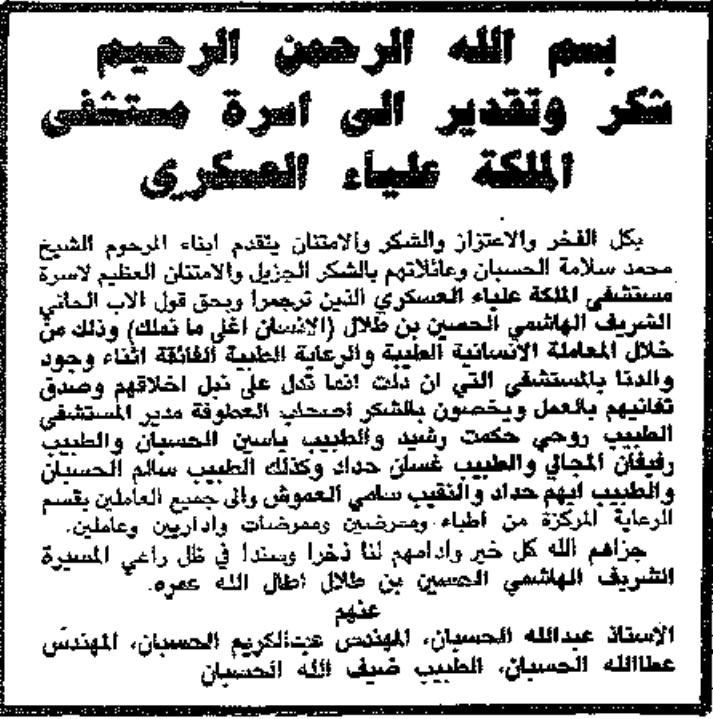 بسم الله الرحمن الرحيم
شكر وتقدير الى اسرة مستشفى
الملكة علياء العسكري
بكل الفخر والاعتزاز والشكر والامتنان يتقدم ابناء المرحوم الشيخ
محمد سلامة الحسبان وعائلاتهم بالشكر الجزيل والامتنان العظيم لاسرة
مستشفى الملكة علياء العسكري الذين ترجموا وبحق قول الاب الحاني
الشريف الهاشمي الحسين بن طلال (الانسان اغلى ما نملك) وذلك من
خلال المعاملة الانسانية الطيبة والرعاية الطبية الفائقة اثناء وجود
والدنا بالمستشفى التي ان دلت انما تدل على نبل اخلاقهم وصدق
تفانيهم بالعمل ويخصون بالشكر اصحاب العطوفة مدير المستشفى
الطبيب روحي حكمت رشيد والطبيب ياسين الحسبان والطبيب
رفيفان المجالي والطبيب غسان حداد وكذلك الطبيب سالم الحسبان
والطبيب ايهم حداد والنقيب سامي العموش والى جميع العاملين بقسم
الرعاية المركزة من اطباء وممرضين وممرضات واداريين وعاملين.
جزاهم الله كل خير وادامهم لنا ذخرا وسندا في ظل راعي المسيرة
الشريف الهاشمي الحسين بن طلال اطال الله عمره.
عنهم
الاستاذ عبدالله الحسبان، المهندس عبدالكريم الحسبان، المهندس
عطاالله الحسبان، الطبيب ضيف الله الحسبان